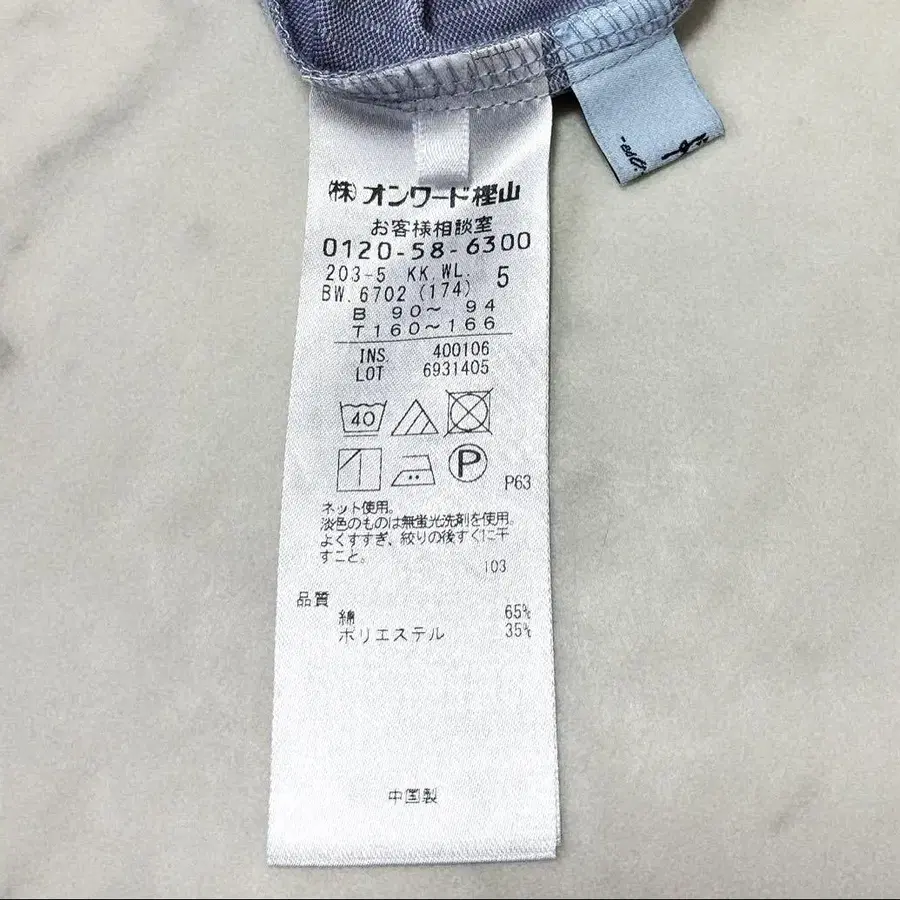 (株)オンワード樫山
お客様相談室
0120-58-6300
203-5 KK.WL. 5
BW.6702(174)
B 90～ 94
T160～166
INS. 400106
LOT 6931405
40
P
P63
ネット使用。
淡色のものは無蛍光洗剤を使用。
よくすすぎ、絞りの後すぐに干
すこと。
103
品質
綿 65%
ポリエステル 35%
中国製